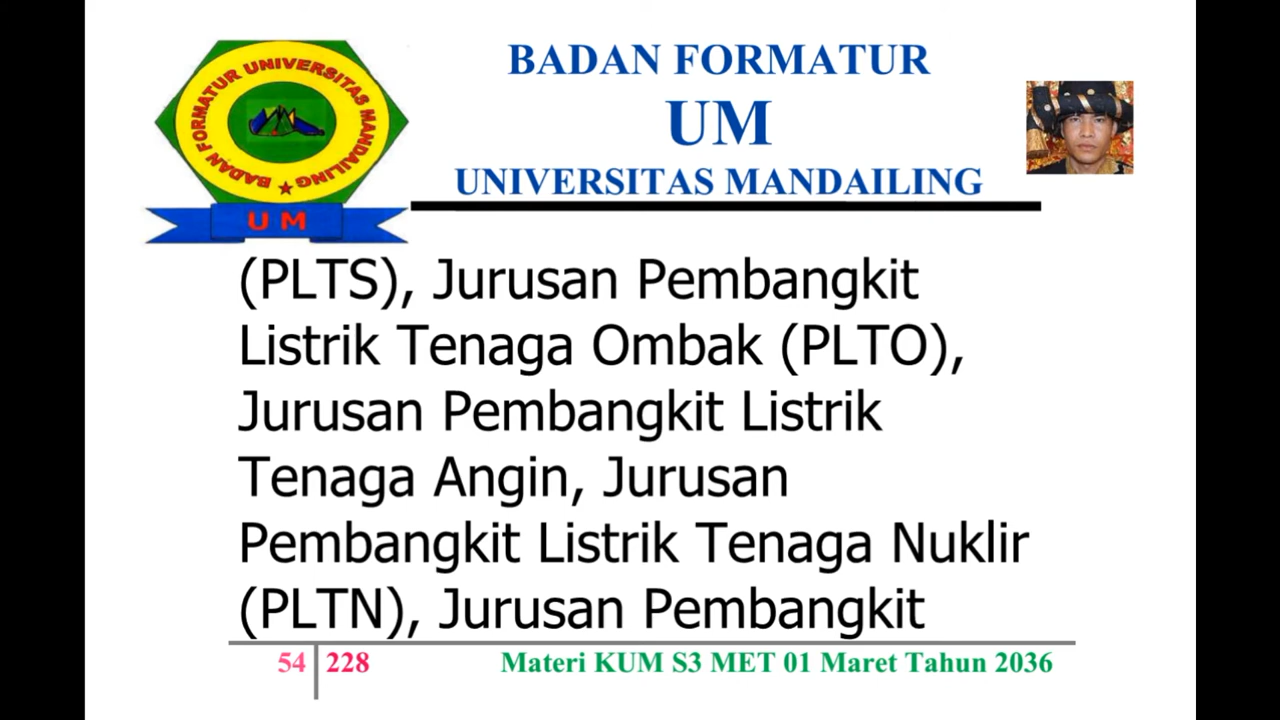 BADAN FORMATUR UNIVERSITAS MANDAILING
UM
BADAN FORMATUR
UM
UNIVERSITAS MANDAILING
(PLTS), Jurusan Pembangkit
Listrik Tenaga Ombak (PLTO),
Jurusan Pembangkit Listrik
Tenaga Angin, Jurusan
Pembangkit Listrik Tenaga Nuklir
(PLTN), Jurusan Pembangkit
54 228 Materi KUM S3 MET 01 Maret Tahun 2036